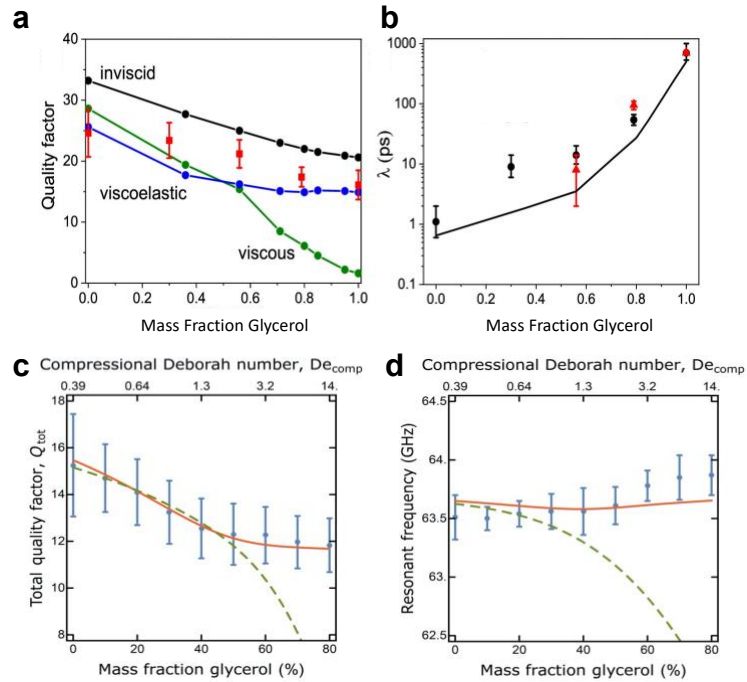 a
40
30
20
10
0
Quality factor
inviscid
viscoelastic
viscous
0.0 0.2 0.4 0.6 0.8 1.0
Mass Fraction Glycerol
b
1000
100
10
1
0.1
λ (ps)
0.0 0.2 0.4 0.6 0.8 1.0
Mass Fraction Glycerol
c
Compressional Deborah number, De comp
0.39 0.64 1.3 3.2 14.
18
16
14
12
10
8
Total quality factor, Q tot
0 20 40 60 80
Mass fraction glycerol (%)
d
Compressional Deborah number, De comp
0.39 0.64 1.3 3.2 14.
64.5
64.
63.5
63.
62.5
Resonant frequency (GHz)
0 20 40 60 80
Mass fraction glycerol (%)